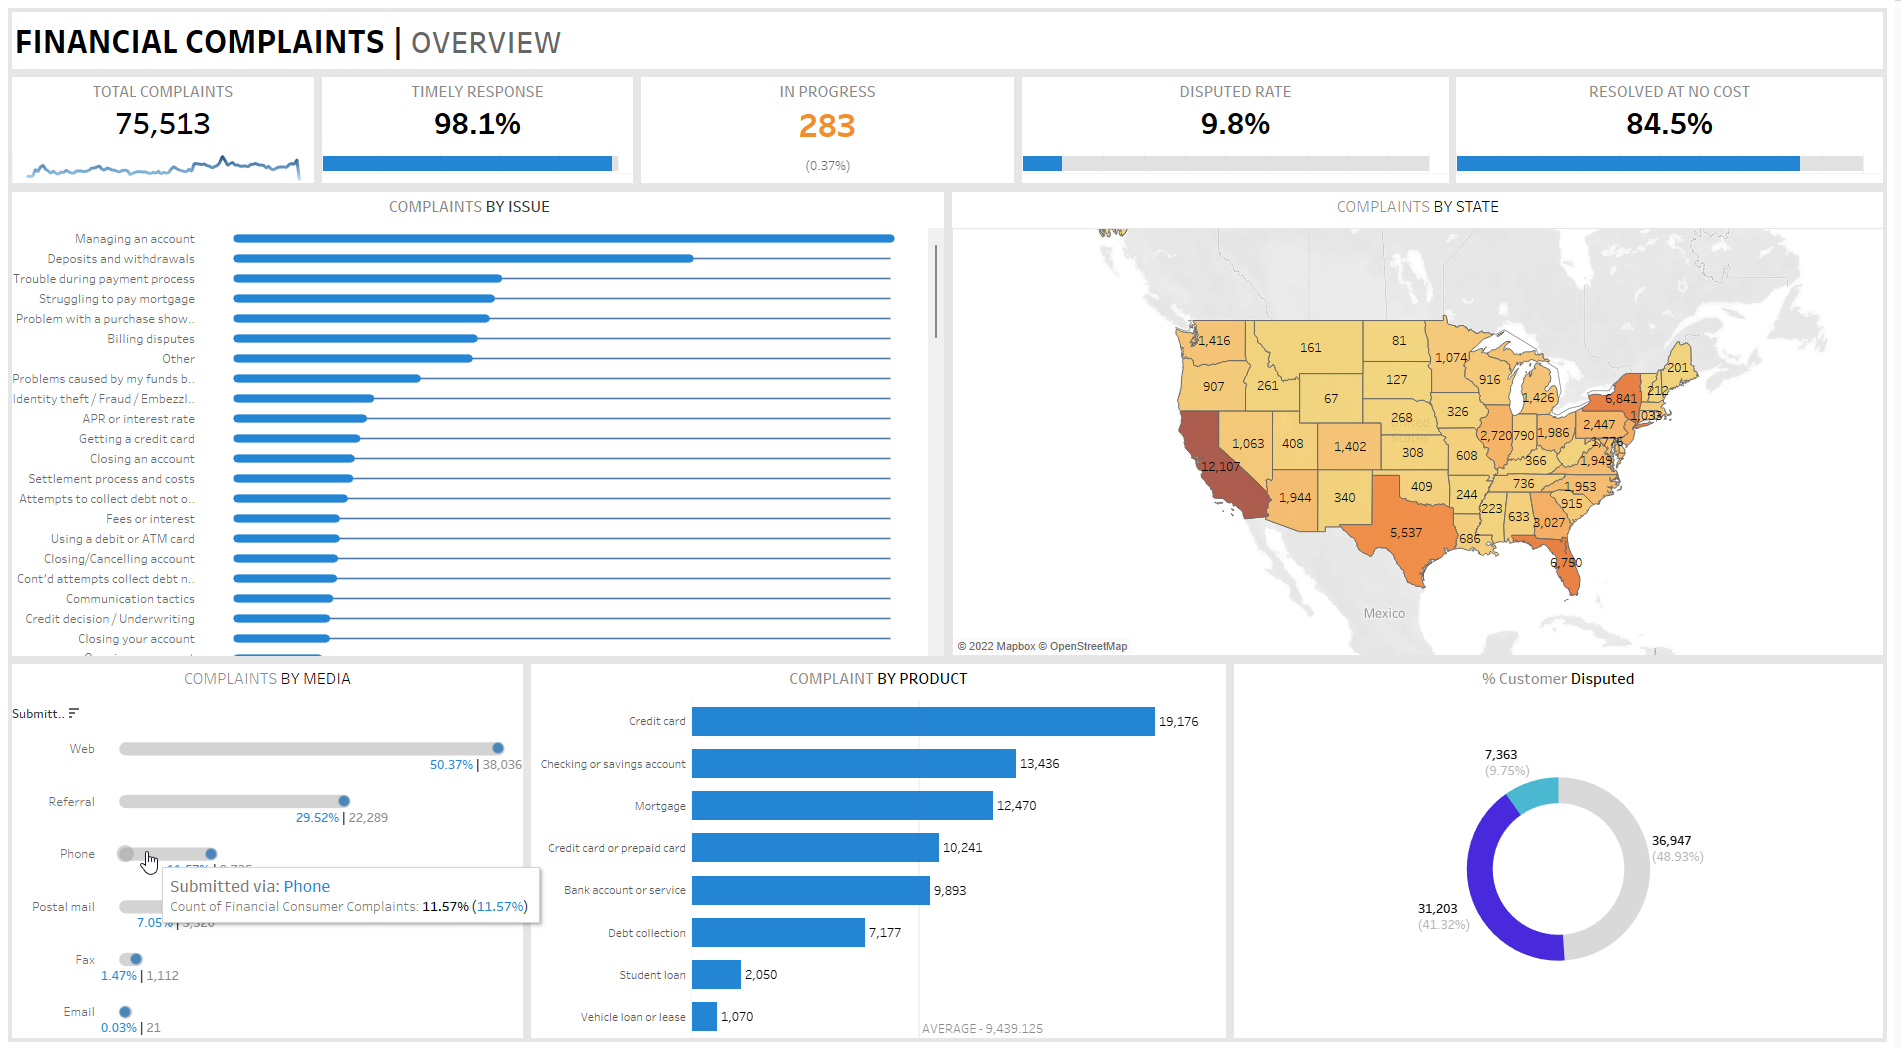 FINANCIAL COMPLAINTS | OVERVIEW
TOTAL COMPLAINTS
75,513
TIMELY RESPONSE
98.1%
IN PROGRESS
283
(0.37%)
DISPUTED RATE
9.8%
RESOLVED AT NO COST
84.5%
COMPLAINTS BY ISSUE
Managing an account
Deposits and withdrawals
Trouble during payment process
Struggling to pay mortgage
Problem with a purchase show..
Billing disputes
Other
Problems caused by my funds b..
Identity theft / Fraud / Embezzl..
APR or interest rate
Getting a credit card
Closing an account
Settlement process and costs
Attempts to collect debt not o..
Fees or interest
Using a debit or ATM card
Closing/Cancelling account
Cont'd attempts collect debt n..
Communication tactics
Credit decision / Underwriting
Closing your account
COMPLAINTS BY STATE
1,416
161
81
1,074
201
907
261
67
127
916
1,426
6,841
212
1,033
268
326
United
States
12,107
1,063
408
1,402
308
608
2,720
790
1,986
2,447
1,776
366
1,949
1,944
340
409
244
736
1,953
915
223
633
3,027
5,537
686
6,750
Mexico
© 2022 Mapbox © OpenStreetMap
COMPLAINTS BY MEDIA
Submitt..
Web
50.37% | 38,036
Referral
29.52% | 22,289
Phone
Submitted via: Phone
Count of Financial Consumer Complaints: 11.57% (11.57%)
Postal mail
7.05% |
Fax
1.47% | 1,112
Email
0.03% | 21
COMPLAINT BY PRODUCT
Credit card
19,176
Checking or savings account
13,436
Mortgage
12,470
Credit card or prepaid card
10,241
Bank account or service
9,893
Debt collection
7,177
Student loan
2,050
Vehicle loan or lease
1,070
AVERAGE - 9,439.125
% Customer Disputed
7,363
(9.75%)
36,947
(48.93%)
31,203
(41.32%)